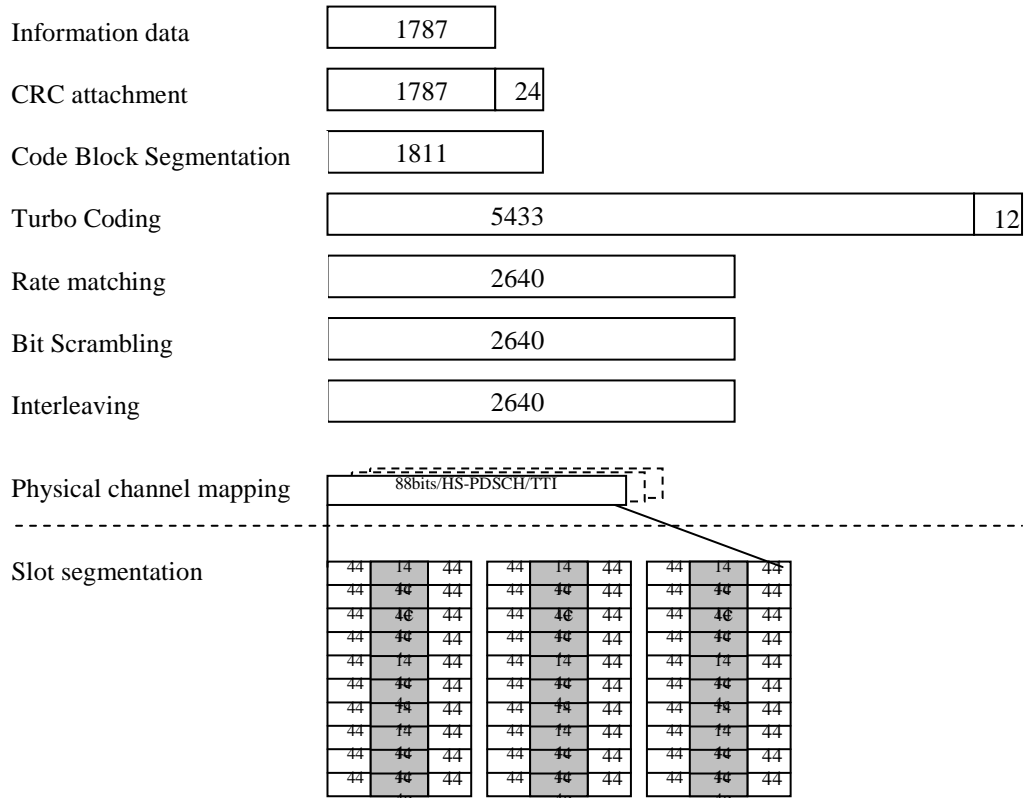 Information data 1787
CRC attachment 1787 24
Code Block Segmentation 1811
Turbo Coding 5433 12
Rate matching 2640
Bit Scrambling 2640
Interleaving 2640
Physical channel mapping 88bits/HS-PDSCH/TTI
Slot segmentation
44 14 44 44 14 44 44 14 44
44 44 44 44 44 44
44 44 44 44 44 44
44 44 44 44 44 44
44 14 44 44 14 44 44 14 44
44 44 44 44 44 44
44 44 44 44 44 44
44 14 44 44 14 44 44 14 44
44 44 44 44 44 44
44 44 44 44 44 44